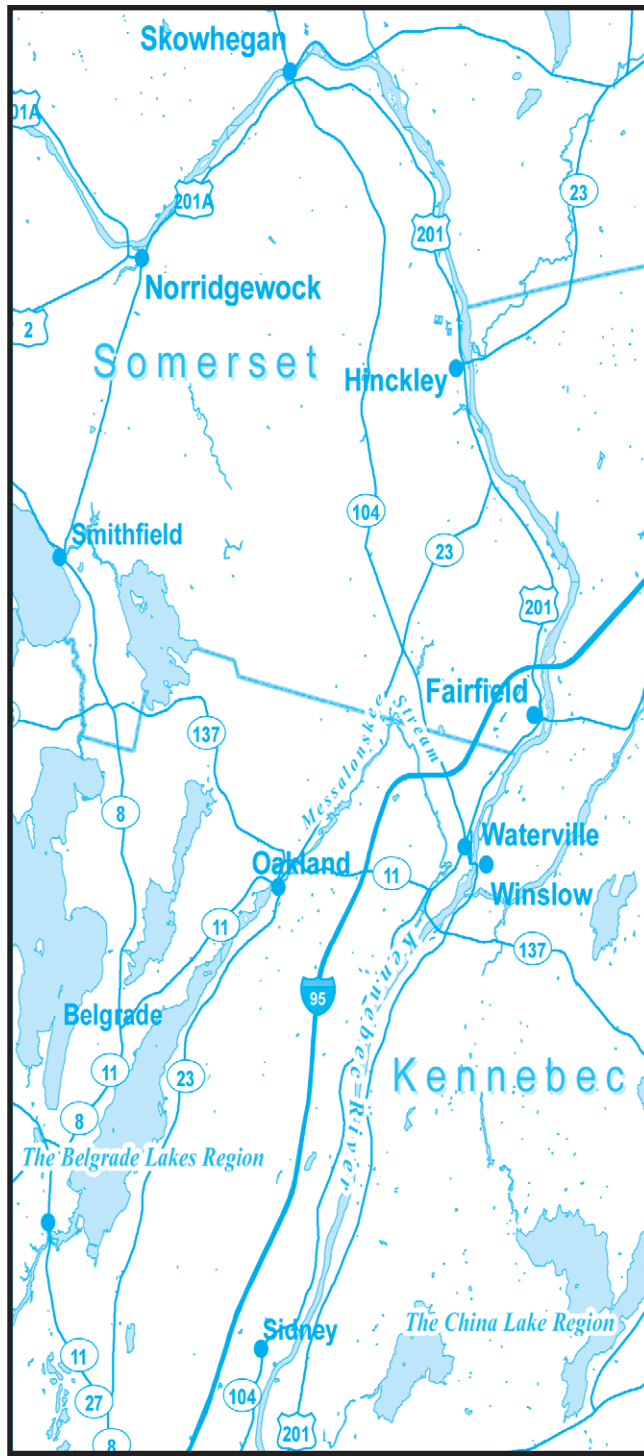 Skowhegan
01A
23
201A
201
Norridgewock
2
Somerset
Hinckley
104
Smithfield
23
201
Fairfield
Messalonskee
Stream
137
8
Waterville
Oakland
11
Winslow
11
137
95
Belgrade
Kennebec River
11
23
Kennebec
8
The Belgrade Lakes Region
The China Lake Region
Sidney
11
104
27
201
8